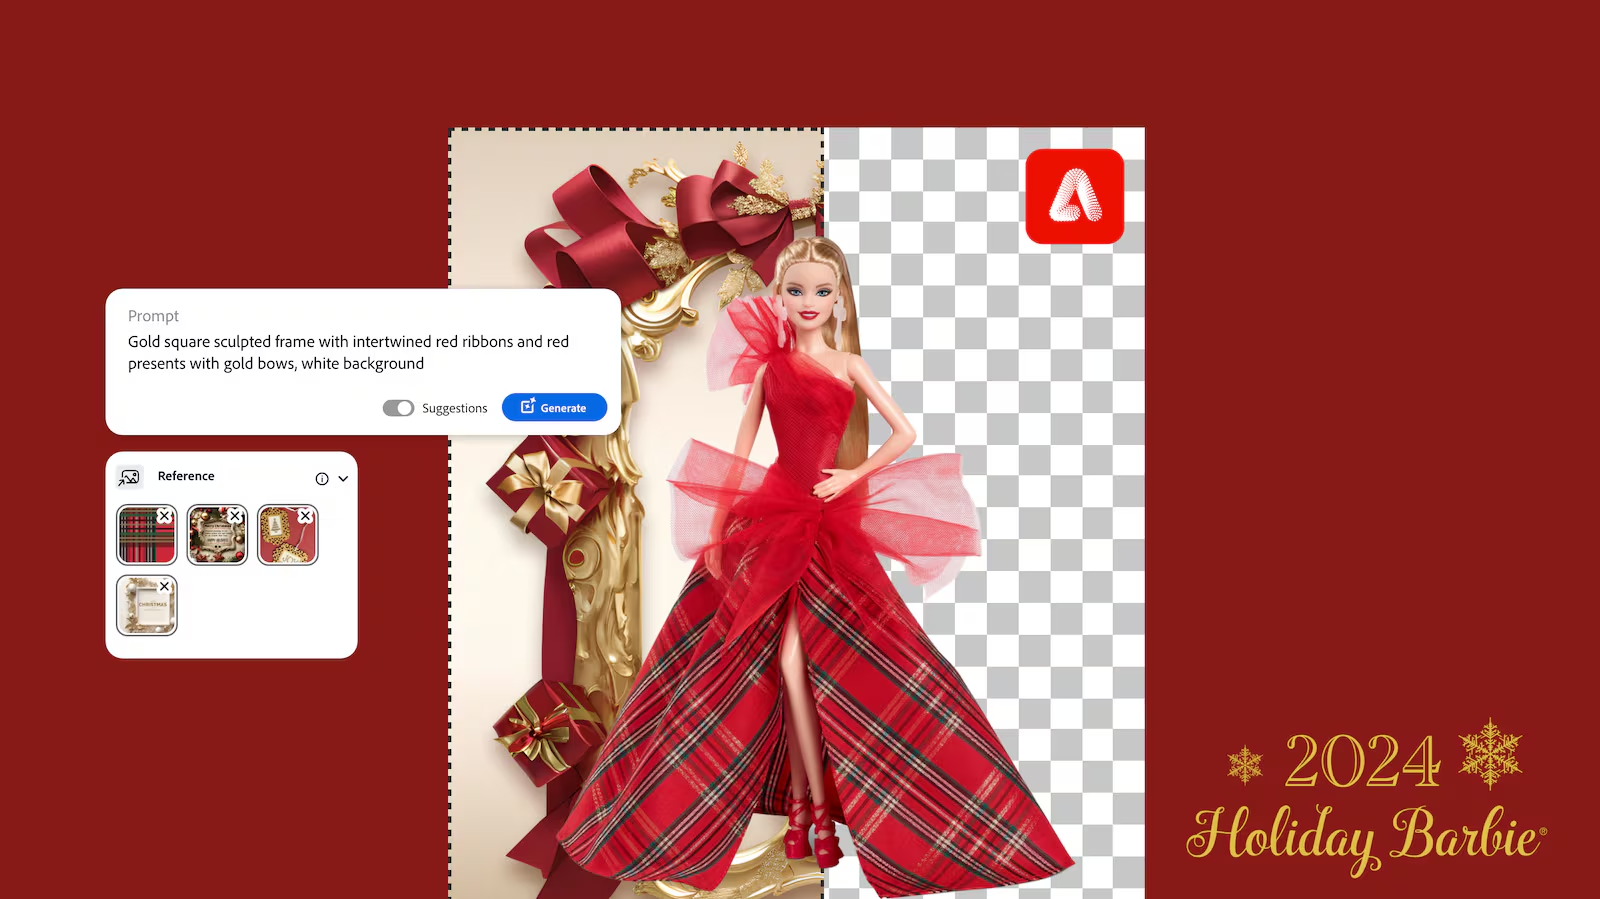 Prompt
Gold square sculpted frame with intertwined red ribbons and red
presents with gold bows, white background
Suggestions
Generate
Reference
CHRISTMAS
2024
Holiday Barbie®